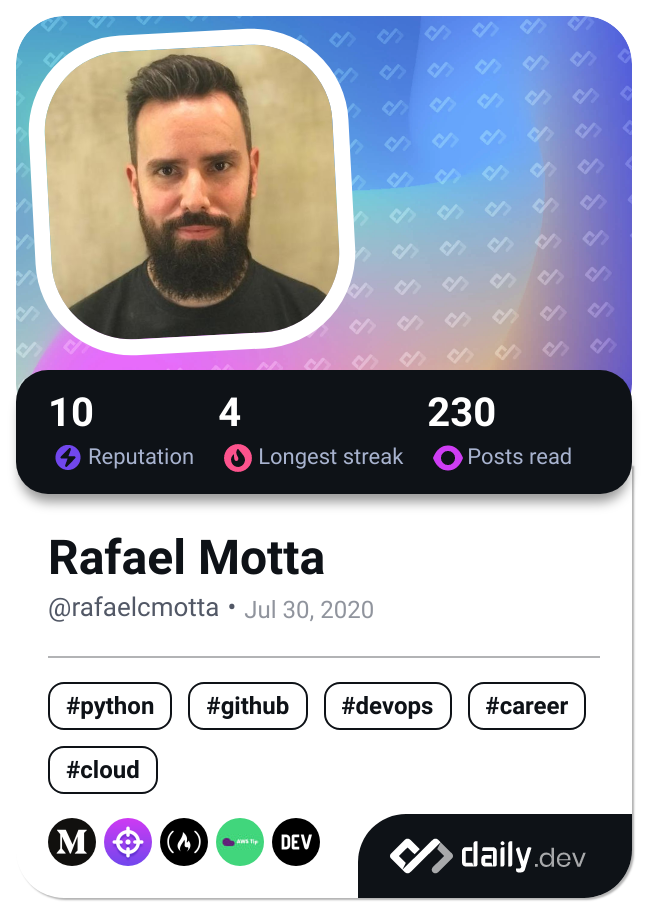 10 4 230
Reputation Longest streak Posts read
Rafael Motta
@rafaelcmotta • Jul 30, 2020
#python #github #devops #career
#cloud
M AWS Tip DEV daily.dev